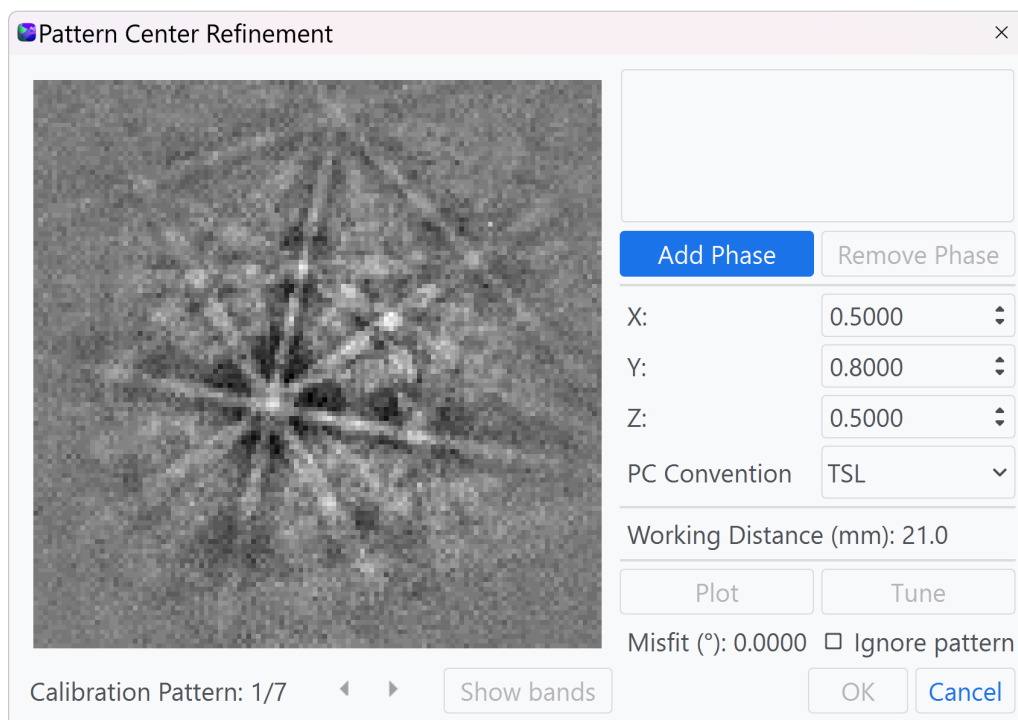 Pattern Center Refinement
Add Phase Remove Phase
X: 0.5000
Y: 0.8000
Z: 0.5000
PC Convention TSL
Working Distance (mm): 21.0
Plot Tune
Misfit (°): 0.0000 Ignore pattern
Calibration Pattern: 1/7 Show bands OK Cancel